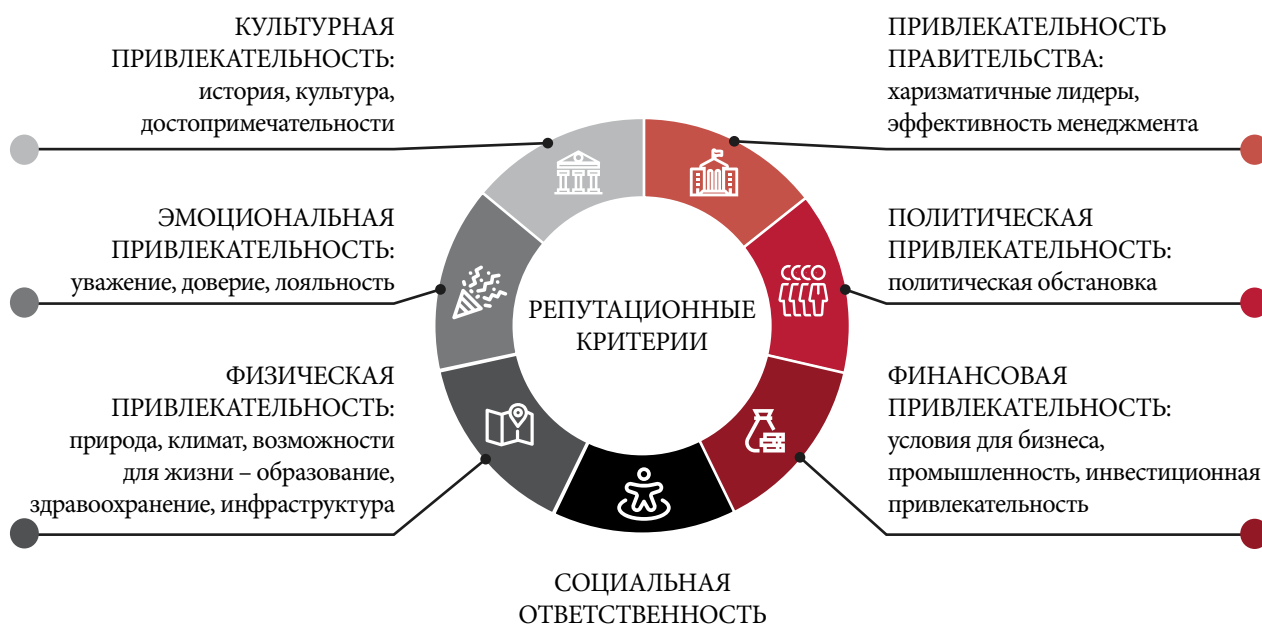 КУЛЬТУРНАЯ
ПРИВЛЕКАТЕЛЬНОСТЬ:
история, культура,
достопримечательности
ЭМОЦИОНАЛЬНАЯ
ПРИВЛЕКАТЕЛЬНОСТЬ:
уважение, доверие, лояльность
ФИЗИЧЕСКАЯ
ПРИВЛЕКАТЕЛЬНОСТЬ:
природа, климат, возможности
для жизни – образование,
здравоохранение, инфраструктура
РЕПУТАЦИОННЫЕ
КРИТЕРИИ
ПРИВЛЕКАТЕЛЬНОСТЬ
ПРАВИТЕЛЬСТВА:
харизматичные лидеры,
эффективность менеджмента
ПОЛИТИЧЕСКАЯ
ПРИВЛЕКАТЕЛЬНОСТЬ:
политическая обстановка
ФИНАНСОВАЯ
ПРИВЛЕКАТЕЛЬНОСТЬ:
условия для бизнеса,
промышленность, инвестиционная
привлекательность
СОЦИАЛЬНАЯ
ОТВЕТСТВЕННОСТЬ